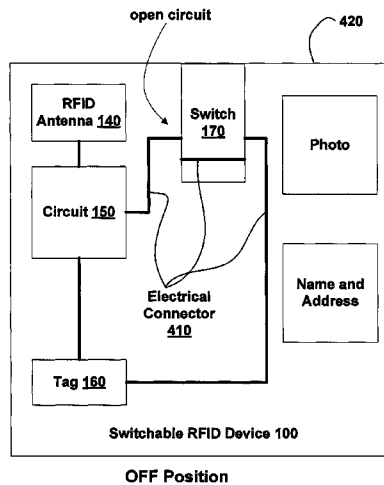 open circuit
420
RFID
Antenna 140
Switch
170
Photo
Circuit 150
Electrical
Connector
410
Name and
Address
Tag 160
Switchable RFID Device 100
OFF Position